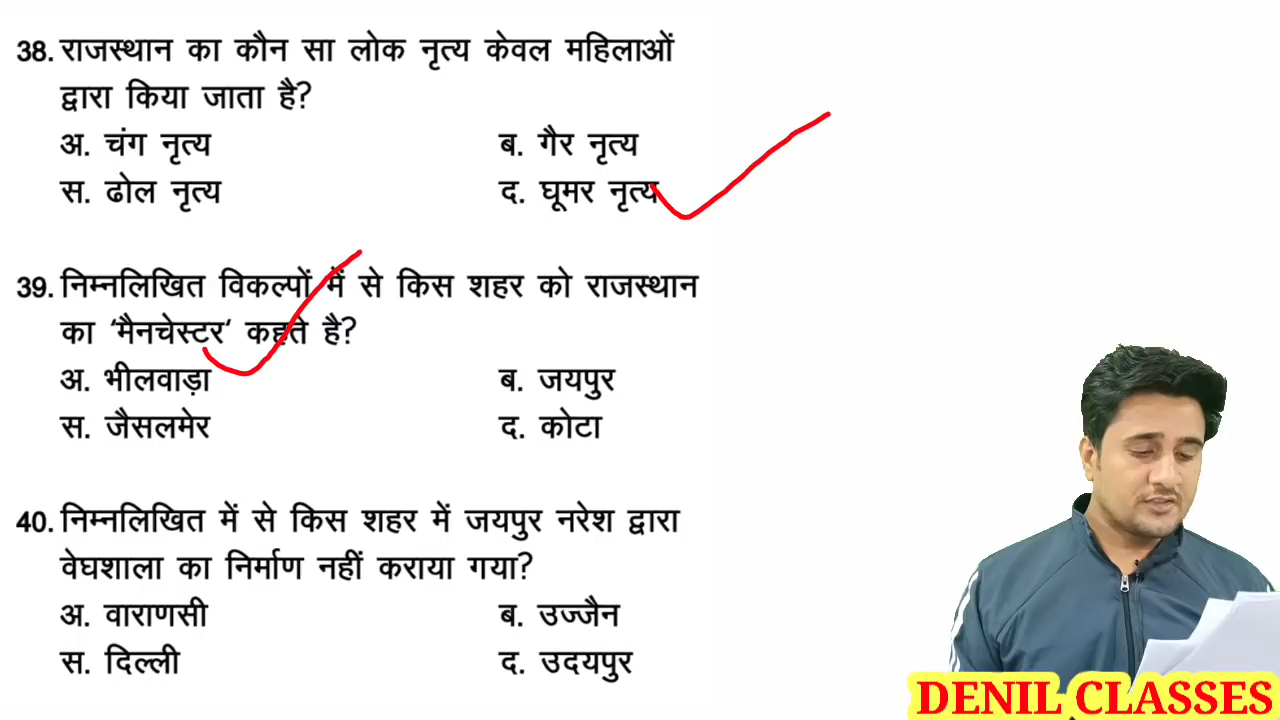 38. राजस्थान का कौन सा लोक नृत्य केवल महिलाओं
द्वारा किया जाता है?
अ. चंग नृत्य ब. गैर नृत्य
स. ढोल नृत्य द. घूमर नृत्य
39. निम्नलिखित विकल्पों में से किस शहर को राजस्थान
का ‘मैनचेस्टर’ कहते है?
अ. भीलवाड़ा ब. जयपुर
स. जैसलमेर द. कोटा
40. निम्नलिखित में से किस शहर में जयपुर नरेश द्वारा
वेघशाला का निर्माण नहीं कराया गया?
अ. वाराणसी ब. उज्जैन
स. दिल्ली द. उदयपुर
DENIL CLASSES